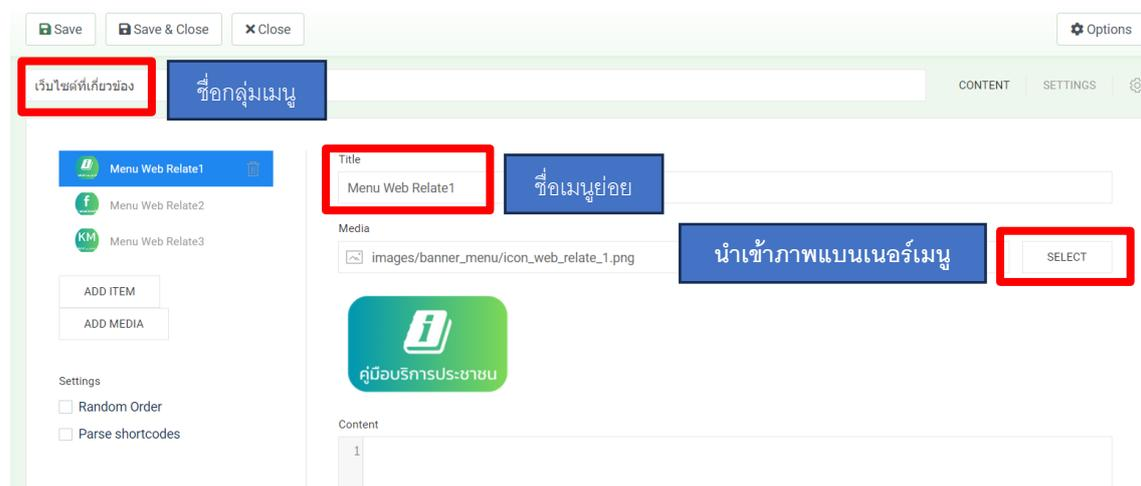 Save
Save & Close
Close
Options
เว็บไซต์ที่เกี่ยวข้อง
ชื่อกลุ่มเมนู
CONTENT
SETTINGS
Menu Web Relate1
Menu Web Relate2
KM
Menu Web Relate3
ADD ITEM
ADD MEDIA
Settings
Random Order
Parse shortcodes
Title
Menu Web Relate1
ชื่อเมนูย่อย
Media
images/banner_menu/icon_web_relate_1.png
นำเข้าภาพแบนเนอร์เมนู
SELECT
คู่มือบริการประชาชน
Content
1